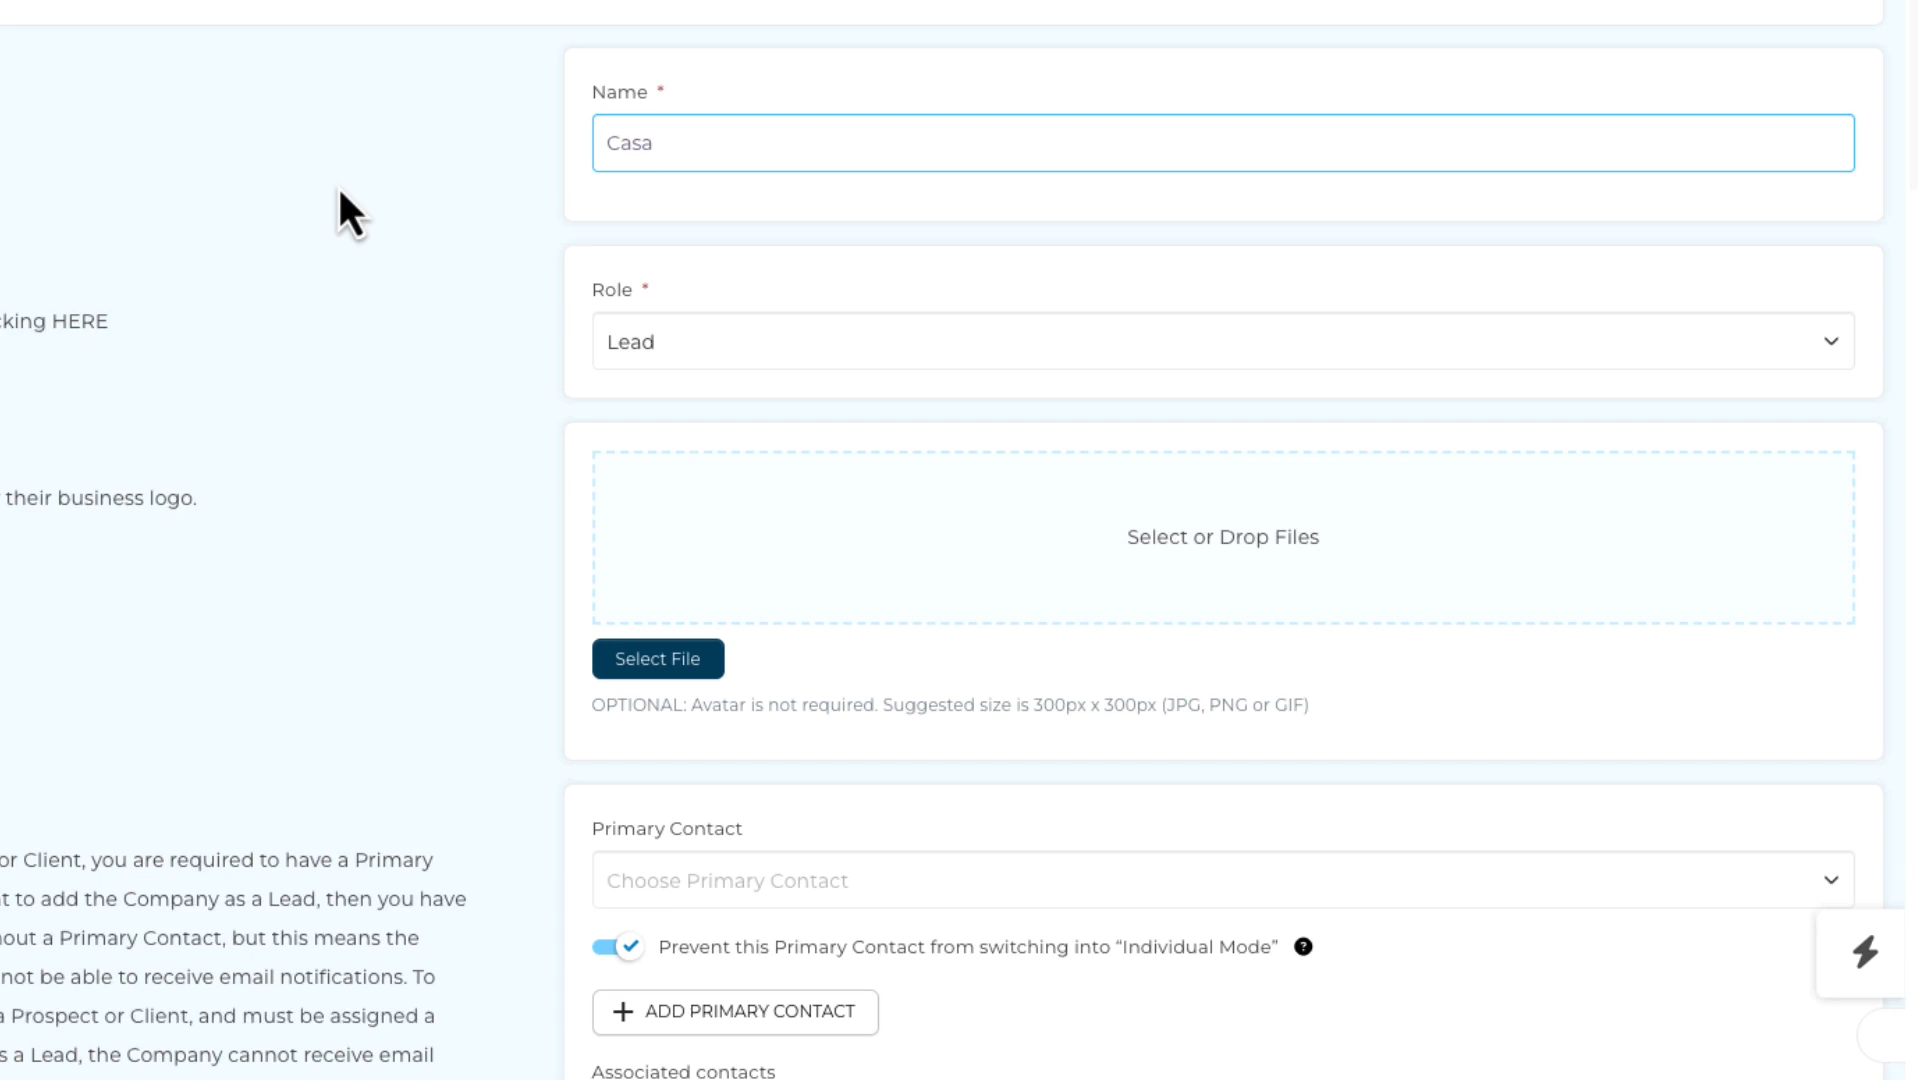 Name *
Casa
Role *
Lead
cking HERE
their business logo.
Select or Drop Files
Select File
OPTIONAL: Avatar is not required. Suggested size is 300px x 300px (JPG, PNG or GIF)
Primary Contact
Choose Primary Contact
Prevent this Primary Contact from switching into “Individual Mode” ?
+ ADD PRIMARY CONTACT
Associated contacts
or Client, you are required to have a Primary
t to add the Company as a Lead, then you have
out a Primary Contact, but this means the
not be able to receive email notifications. To
a Prospect or Client, and must be assigned a
s a Lead, the Company cannot receive email